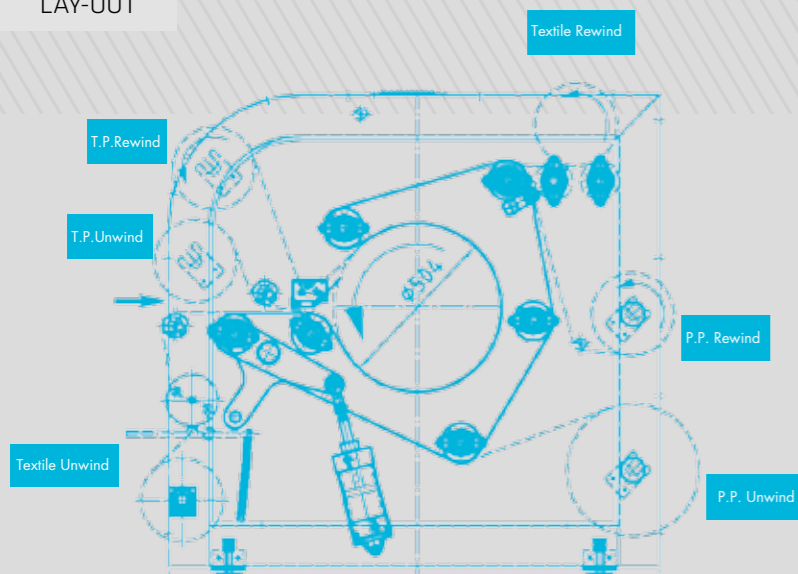 LAY-OUT
Textile Rewind
T.P.Rewind
T.P.Unwind
ø504
P.P. Rewind
Textile Unwind
P.P. Unwind